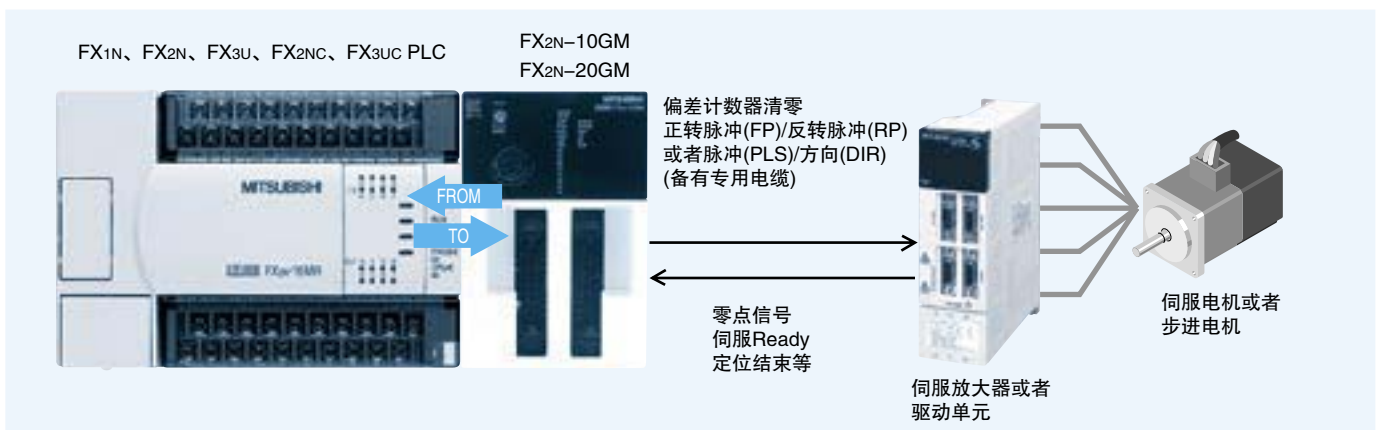 FX1N、FX2N、FX3U、FX2NC、FX3UC PLC
FX2N-10GM
FX2N-20GM
偏差计数器清零
正转脉冲(FP)/反转脉冲(RP)
或者脉冲(PLS)/方向(DIR)
(备有专用电缆)
MITSUBISHI
FROM
TO
零点信号
伺服Ready
定位结束等
伺服放大器或者
驱动单元
伺服电机或者
步进电机